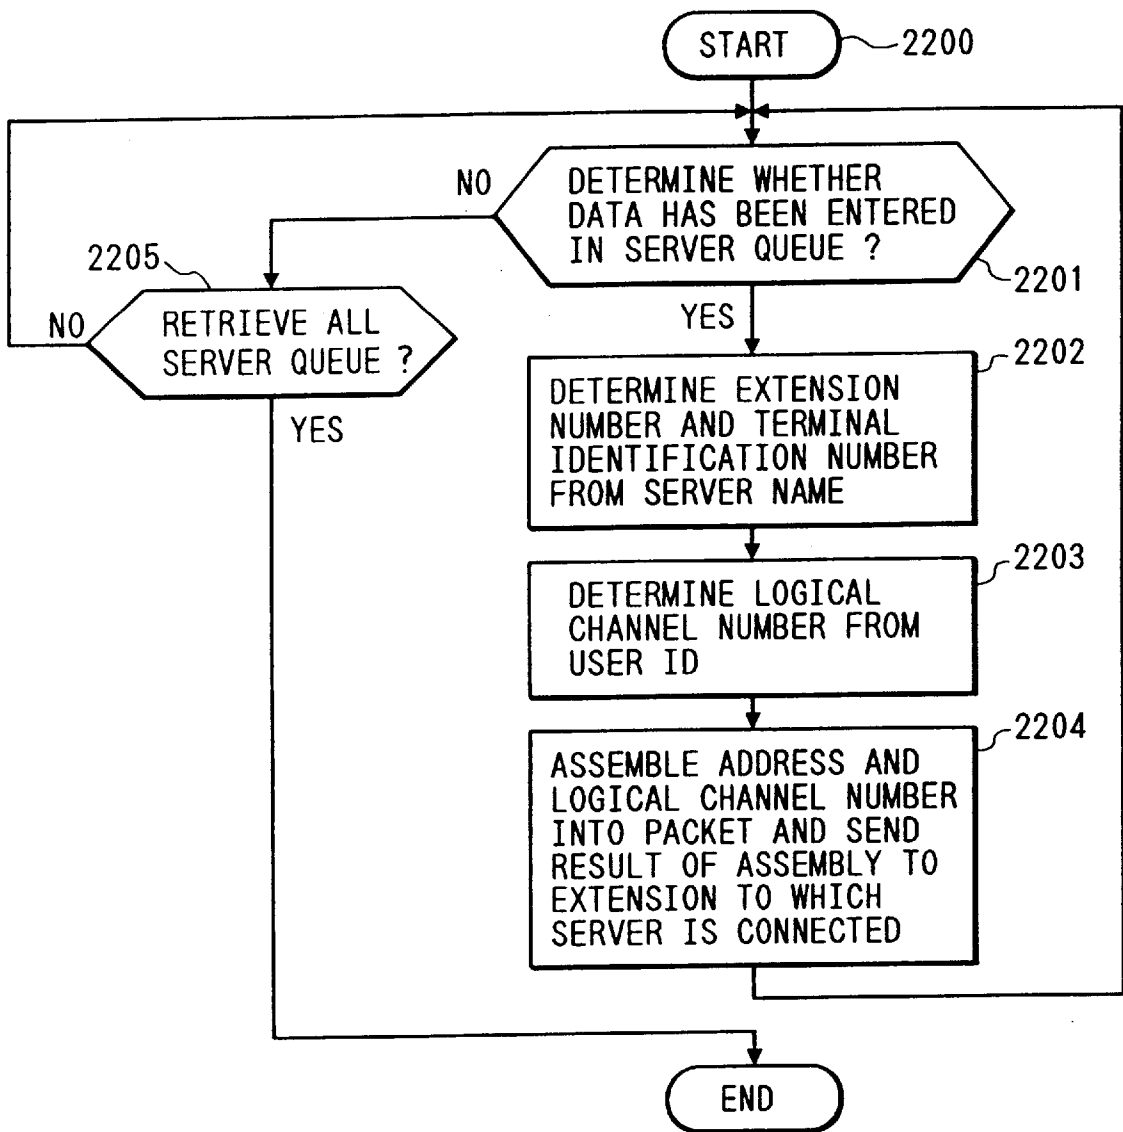 START
2200
NO
DETERMINE WHETHER
DATA HAS BEEN ENTERED
IN SERVER QUEUE ?
2201
2205
NO
RETRIEVE ALL
SERVER QUEUE ?
YES
YES
2202
DETERMINE EXTENSION
NUMBER AND TERMINAL
IDENTIFICATION NUMBER
FROM SERVER NAME
2203
DETERMINE LOGICAL
CHANNEL NUMBER FROM
USER ID
2204
ASSEMBLE ADDRESS AND
LOGICAL CHANNEL NUMBER
INTO PACKET AND SEND
RESULT OF ASSEMBLY TO
EXTENSION TO WHICH
SERVER IS CONNECTED
END